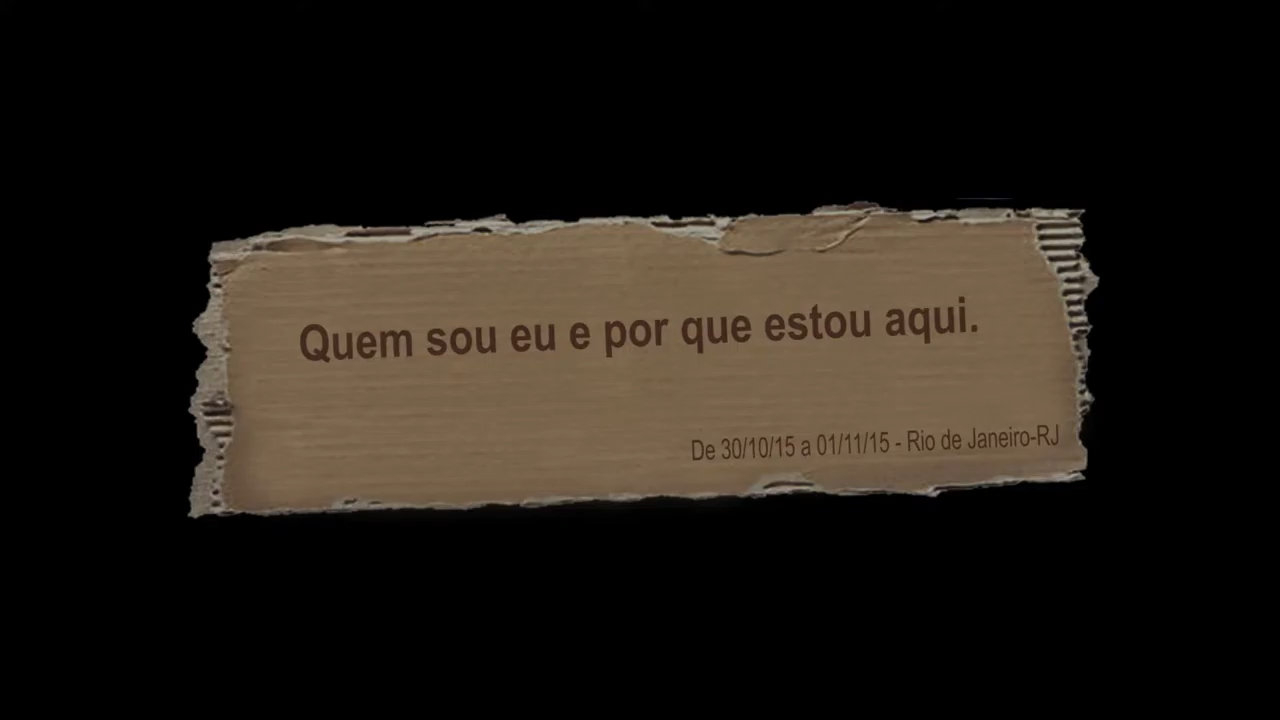 Quem sou eu e por que estou aqui.
De 30/10/15 a 01/11/15 - Rio de Janeiro-RJ